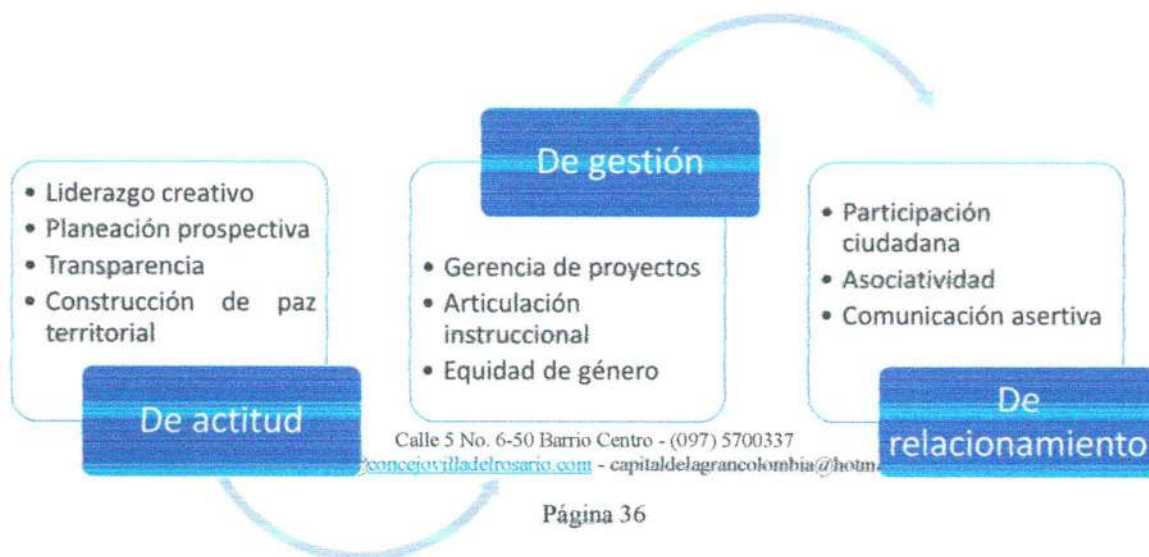 • Liderazgo creativo
• Planeación prospectiva
• Transparencia
• Construcción de paz
territorial
De actitud
De gestión
• Gerencia de proyectos
• Articulación
instruccional
• Equidad de género
• Participación
ciudadana
• Asociatividad
• Comunicación asertiva
De
relacionamiento
Calle 5 No. 6-50 Barrio Centro - (097) 5700337
@concejovilladelrosario.com - capitaldelagrancolombia@hotm
Página 36